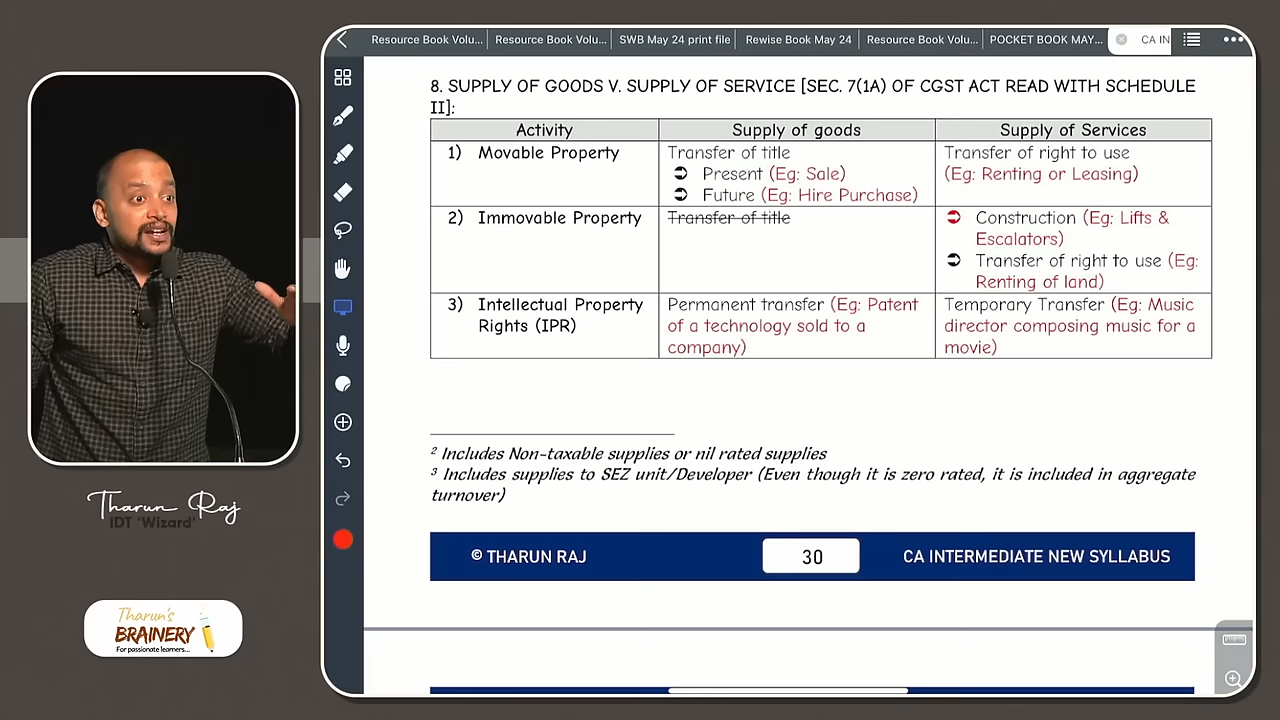 Resource Book Volu... Resource Book Volu... SWB May 24 print file Rewise Book May 24 Resource Book Volu... POCKET BOOK MAY... CA IN
8. SUPPLY OF GOODS V. SUPPLY OF SERVICE [SEC. 7(1A) OF CGST ACT READ WITH SCHEDULE
II]:
Activity Supply of goods Supply of Services
1) Movable Property Transfer of title Transfer of right to use
➲ Present (Eg: Sale) (Eg: Renting or Leasing)
➲ Future (Eg: Hire Purchase)
2) Immovable Property Transfer of title ➲ Construction (Eg: Lifts &
Escalators)
➲ Transfer of right to use (Eg:
Renting of land)
3) Intellectual Property Permanent transfer (Eg: Patent Temporary Transfer (Eg: Music
Rights (IPR) of a technology sold to a director composing music for a
company) movie)
² Includes Non-taxable supplies or nil rated supplies
³ Includes supplies to SEZ unit/Developer (Even though it is zero rated, it is included in aggregate
turnover)
© THARUN RAJ 30 CA INTERMEDIATE NEW SYLLABUS
Tharun Raj
IDT 'Wizard'
Tharun's
BRAINERY
For passionate learners...